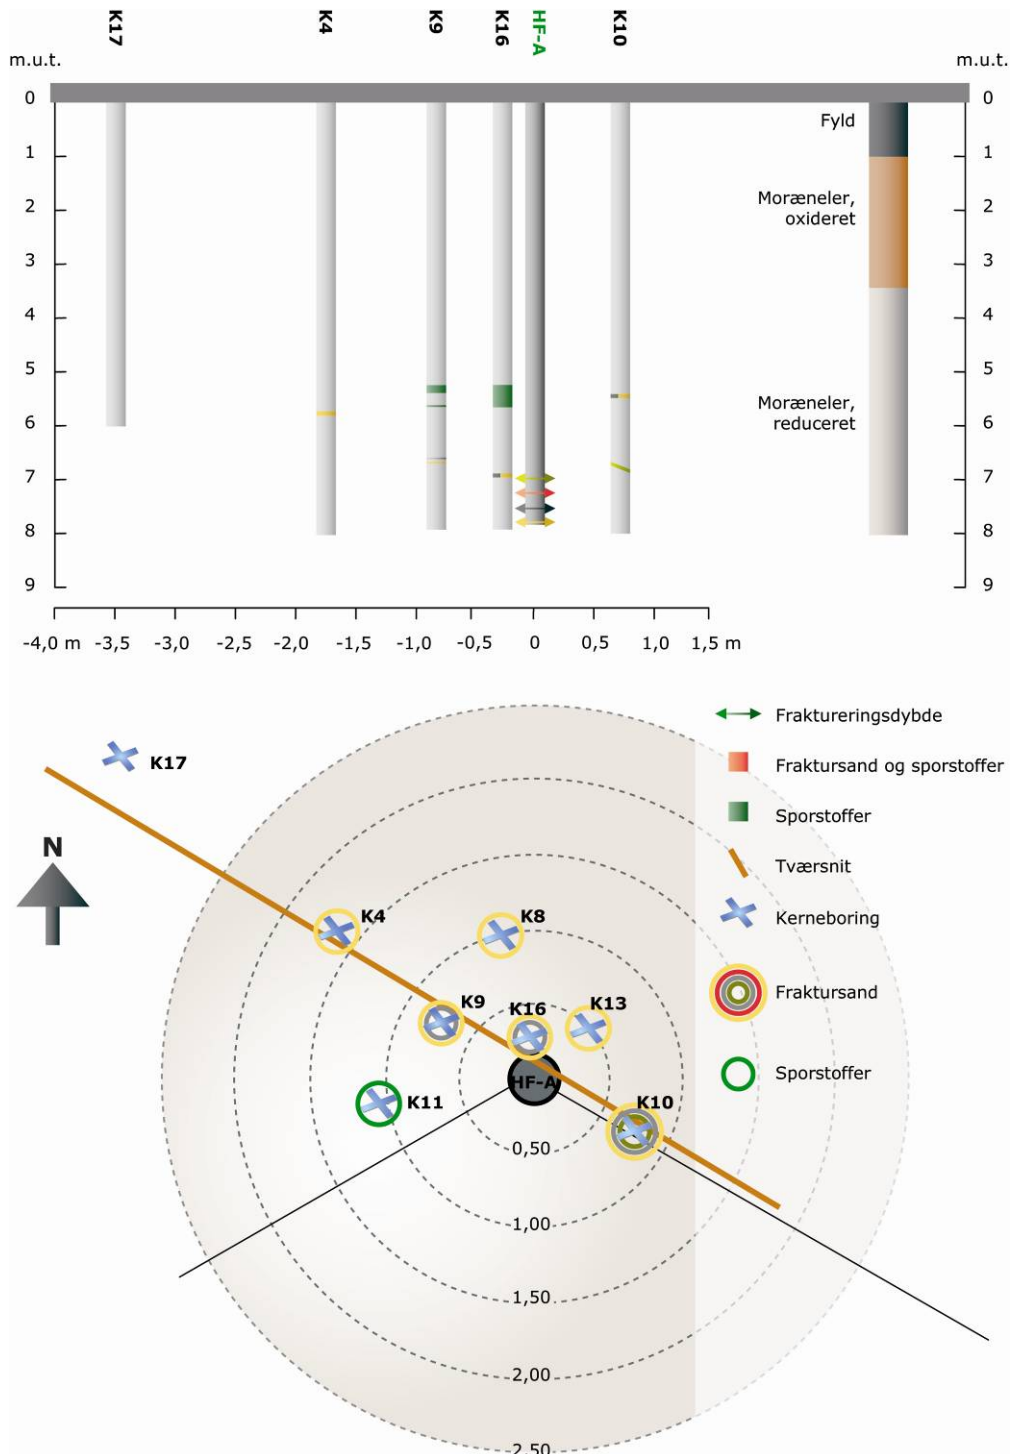 K17
K4
K9
K16
HF-A
K10
m.u.t.
m.u.t.
0
1
2
3
4
5
6
7
8
9
Fyld
Moræneler,
oxideret
Moræneler,
reduceret
0
1
2
3
4
5
6
7
8
9
-4,0 m -3,5 -2,5 -2,0 -1,5 -1,0 -0,5 0 0,5 1,0 1,5 m
Fraktureringsdybde
Fraktursand og sporstoffer
Sporstoffer
Tværsnit
Kerneboring
Fraktursand
Sporstoffer
N
K17
K4
K8
K9
K16
K13
HF-A
K11
K10
0,50
1,00
1,50
2,00
2,50